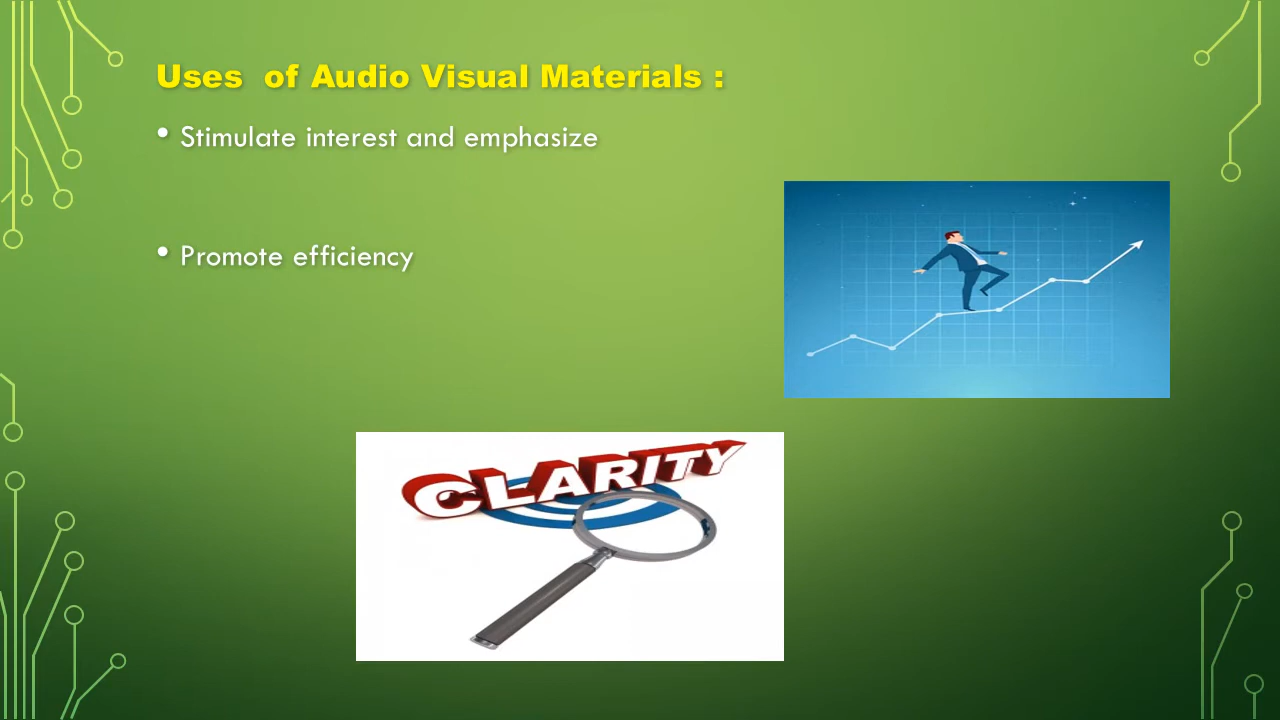 Uses  of Audio Visual Materials :
• Stimulate interest and emphasize
• Promote efficiency
CLARITY